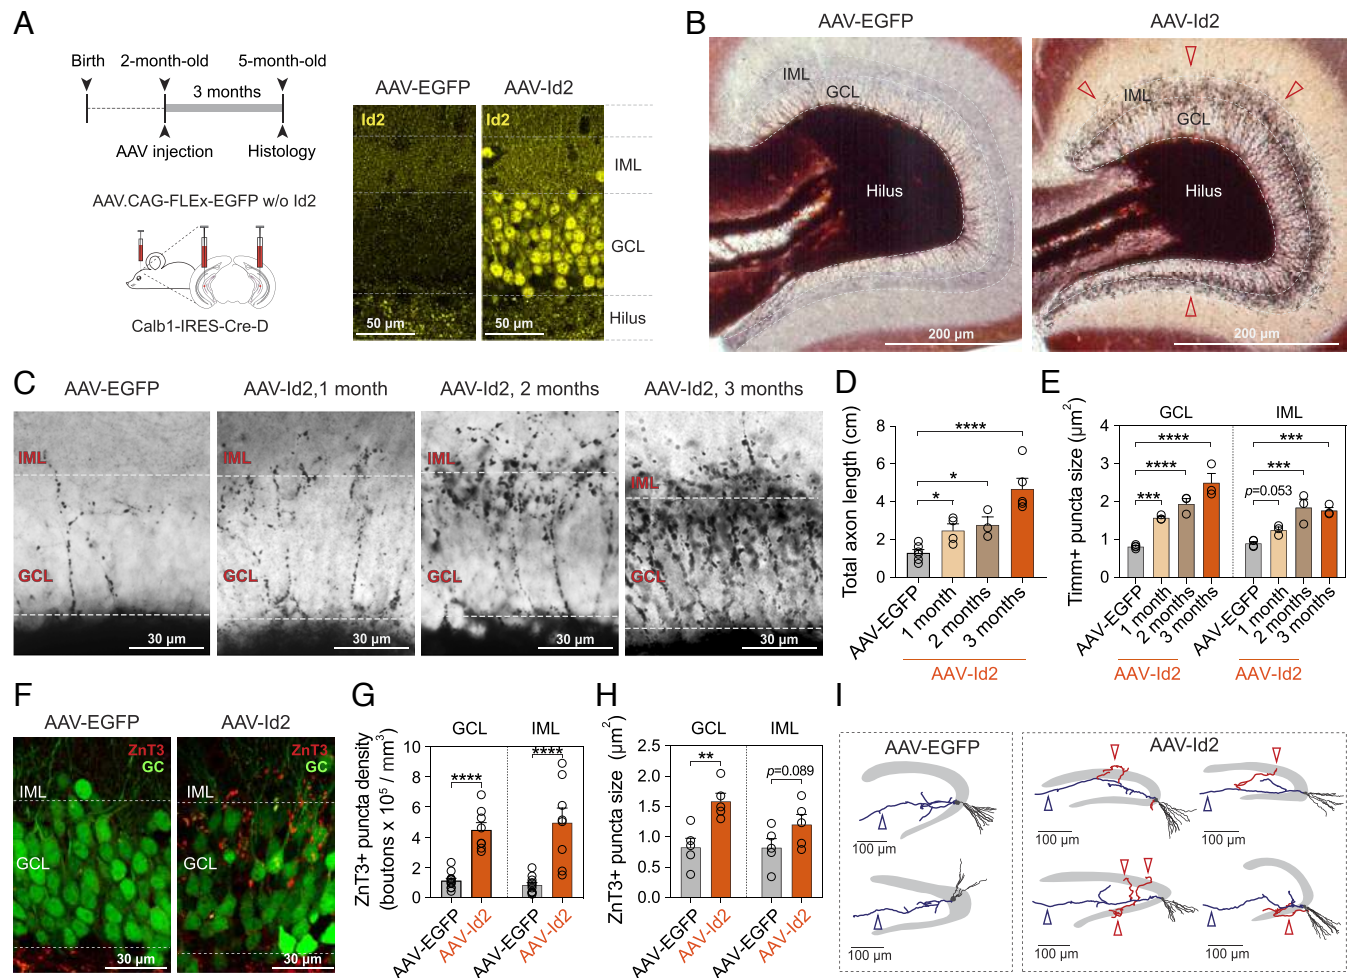 A
Birth
2-month-old
5-month-old
3 months
AAV injection
Histology
AAV.CAG-FLEx-EGFP w/o Id2
Calb1-IRES-Cre-D
AAV-EGFP
AAV-Id2
Id2
Id2
IML
GCL
Hilus
50 µm
50 µm
B
AAV-EGFP
AAV-Id2
IML
GCL
Hilus
200 µm
IML
GCL
Hilus
200 µm
C
AAV-EGFP
AAV-Id2,1 month
AAV-Id2, 2 months
AAV-Id2, 3 months
IML
GCL
30 µm
IML
GCL
30 µm
IML
GCL
30 µm
IML
GCL
30 µm
D
Total axon length (cm)
8
6
4
2
0
****
*
*
AAV-EGFP
1 month
2 months
3 months
AAV-Id2
E
Timm+ puncta size (µm²)
GCL
IML
4
3
2
1
0
****
****
***
***
***
p=0.053
AAV-EGFP
1 month
2 months
3 months
AAV-EGFP
1 month
2 months
3 months
AAV-Id2
AAV-Id2
F
AAV-EGFP
AAV-Id2
ZnT3
GC
IML
GCL
30 µm
ZnT3
GC
IML
GCL
30 µm
G
ZnT3+ puncta density
(boutons x 10⁵ / mm³)
GCL
IML
10
8
6
4
2
0
****
****
AAV-EGFP
AAV-Id2
AAV-EGFP
AAV-Id2
H
ZnT3+ puncta size (µm²)
GCL
IML
2.5
2.0
1.5
1.0
0.5
0.0
**
p=0.089
AAV-EGFP
AAV-Id2
AAV-EGFP
AAV-Id2
I
AAV-EGFP
AAV-Id2
100 µm
100 µm
100 µm
100 µm
100 µm
100 µm